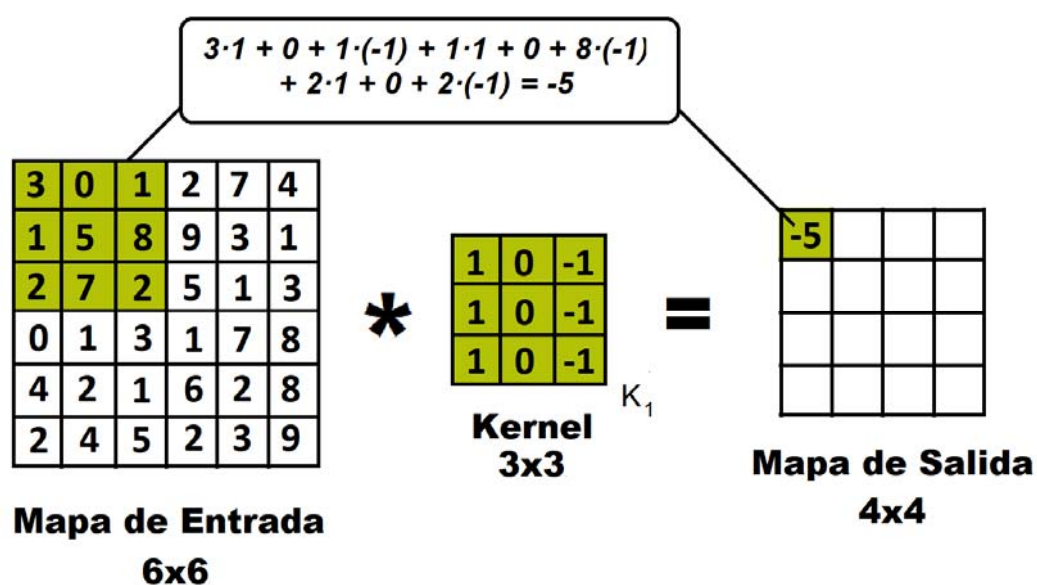 3·1 + 0 + 1·(-1) + 1·1 + 0 + 8·(-1)
+ 2·1 + 0 + 2·(-1) = -5
3 0 1 2 7 4
1 5 8 9 3 1
2 7 2 5 1 3
0 1 3 1 7 8
4 2 1 6 2 8
2 4 5 2 3 9
Mapa de Entrada
6x6
*
1 0 -1
1 0 -1
1 0 -1
K1
Kernel
3x3
=
-5
Mapa de Salida
4x4